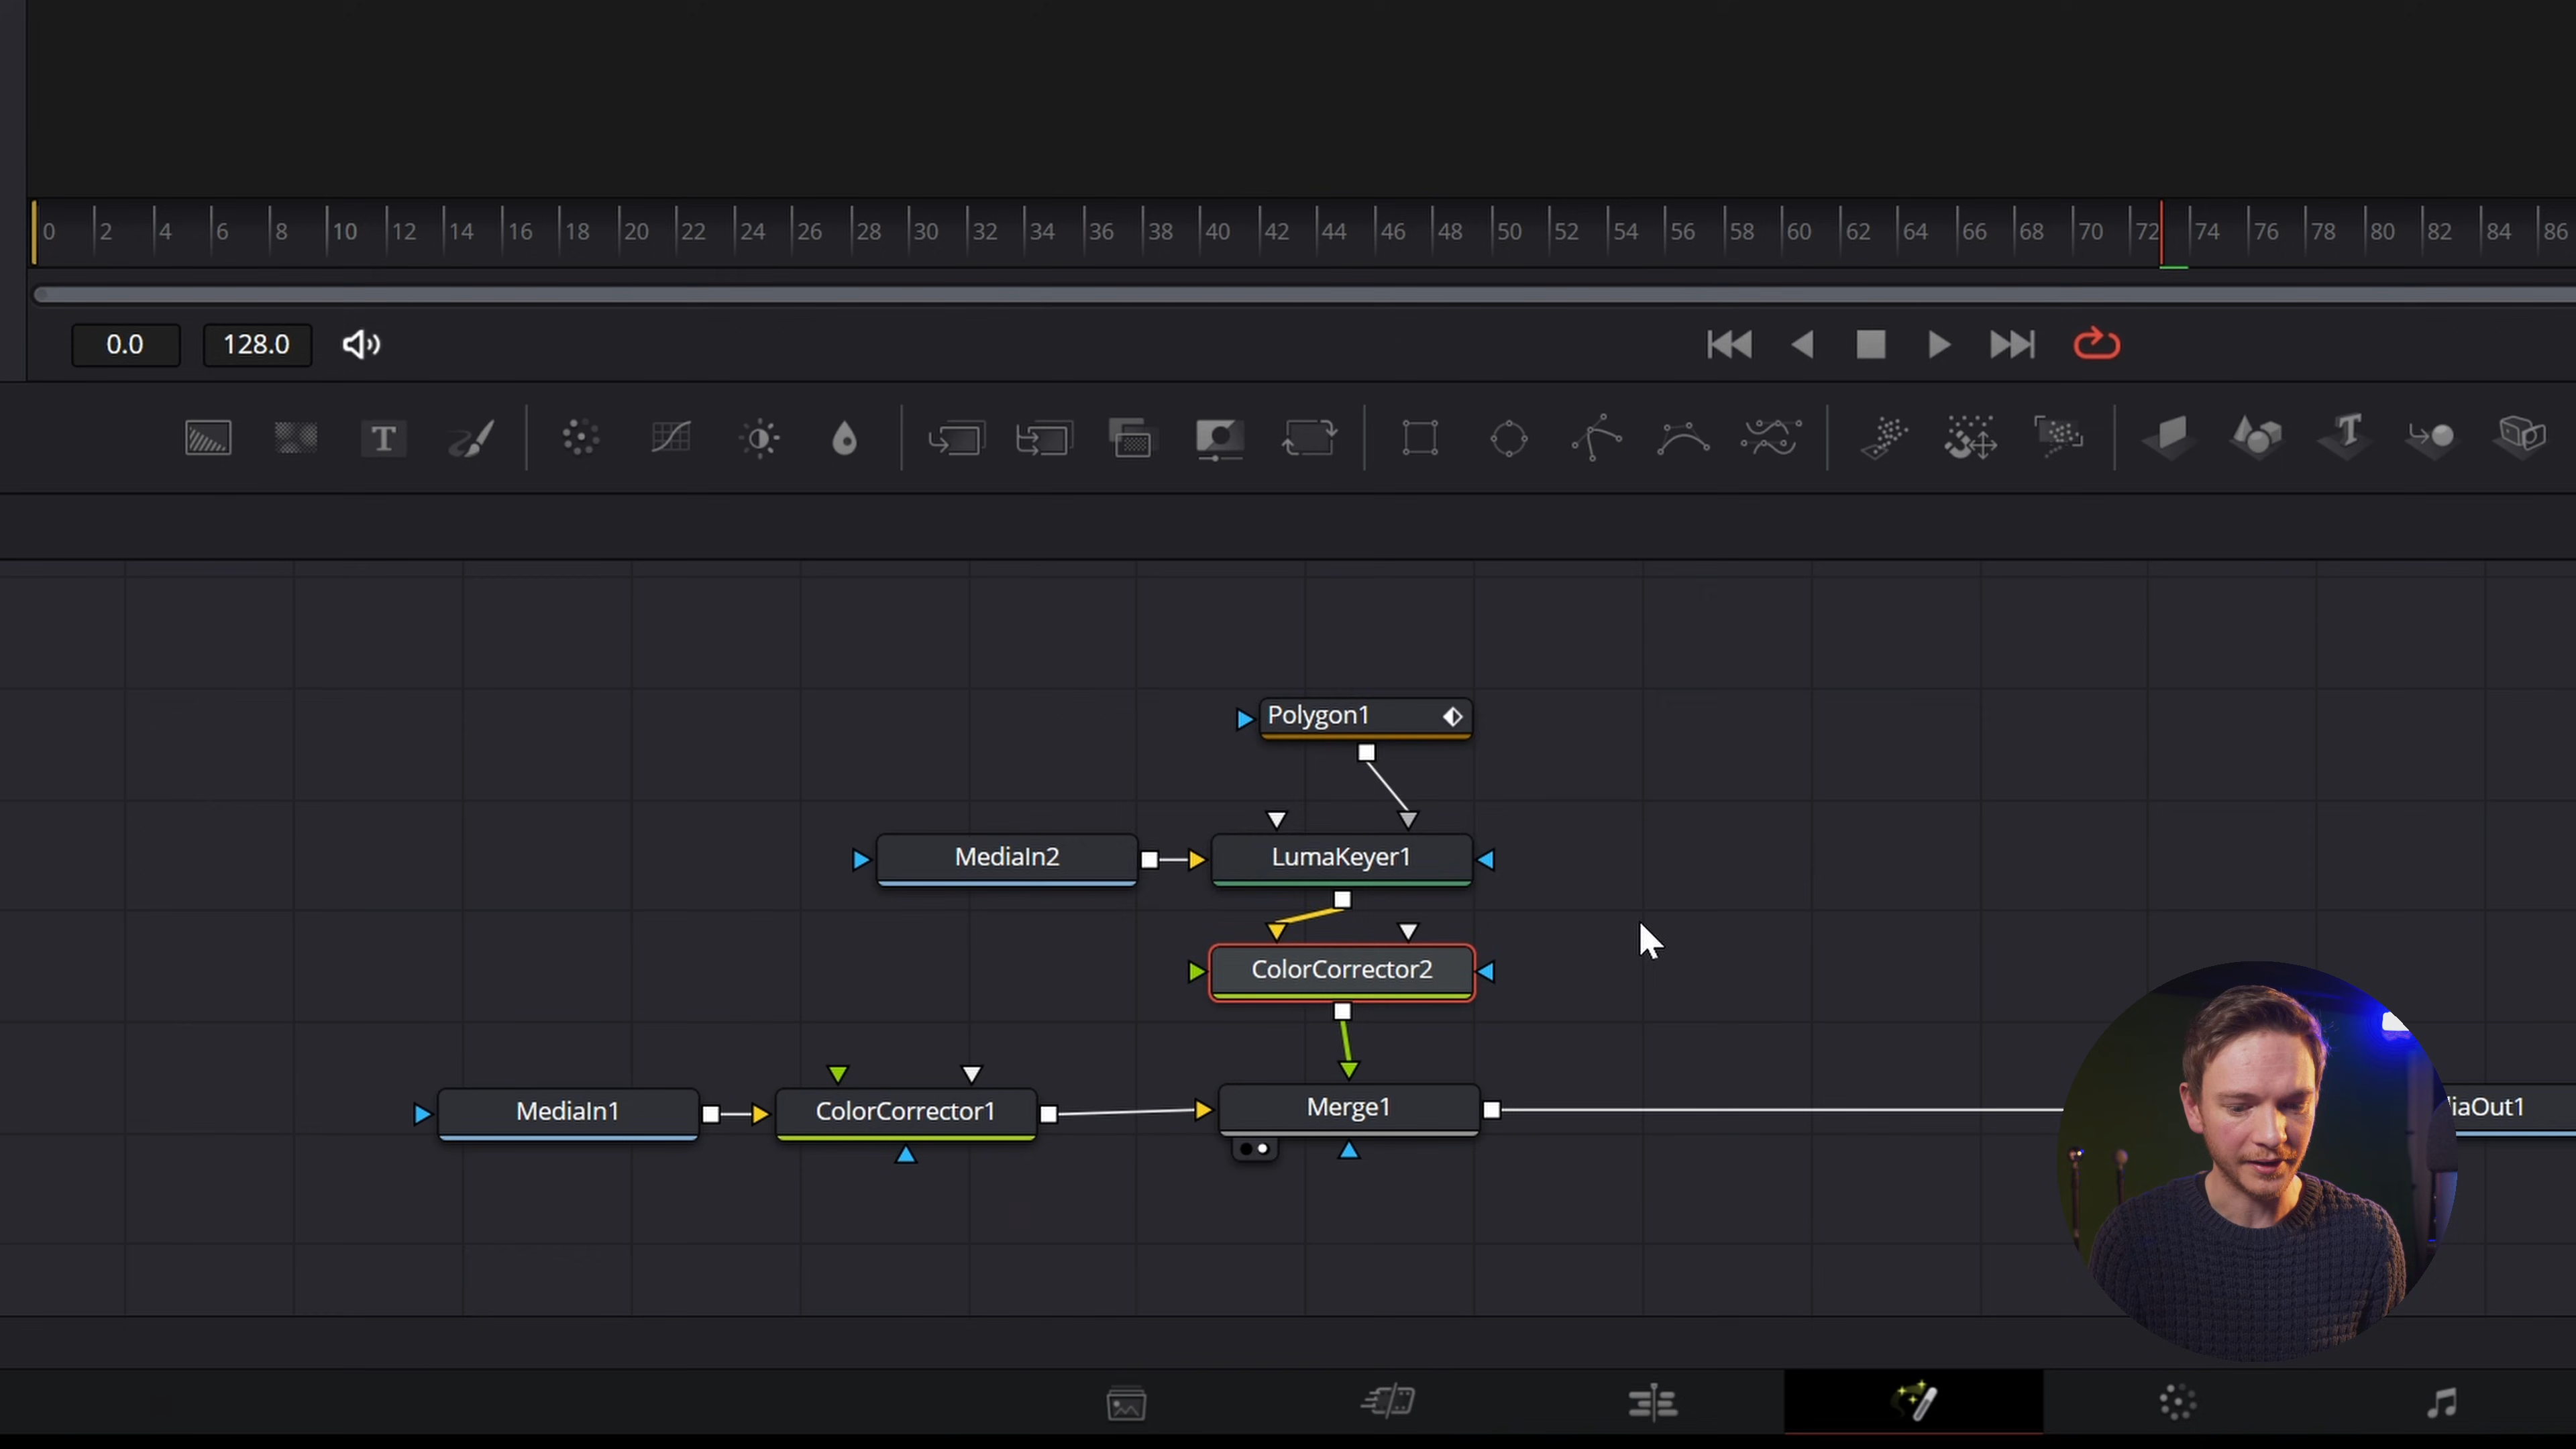 0 2 4 6 8 10 12 14 16 18 20 22 24 26 28 30 32 34 36 38 40 42 44 46 48 50 52 54 56 58 60 62 64 66 68 70 72 74 76 78 80 82 84 86
0.0 128.0
T
Polygon1
MediaIn2 LumaKeyer1
ColorCorrector2
MediaIn1 ColorCorrector1 Merge1 iaOut1